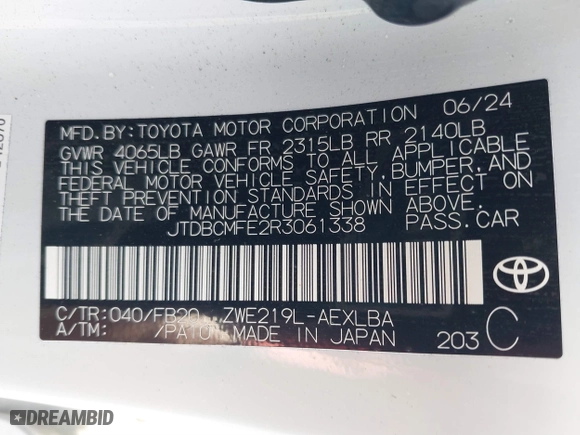 MFD.BY:TOYOTA MOTOR CORPORATION 06/24
GVWR 4065LB GAWR FR 2315LB RR 2140LB
THIS VEHICLE CONFORMS TO ALL APPLICABLE
FEDERAL MOTOR VEHICLE SAFETY, BUMPER, AND
THEFT PREVENTION STANDARDS IN EFFECT ON
THE DATE OF MANUFACTURE SHOWN ABOVE.
JTDBCMFE2R3061338 PASS.CAR
C/TR:040/FB20 ZWE219L-AEXLBA
A/TM: /PA10 MADE IN JAPAN 203 C
DREAMBID